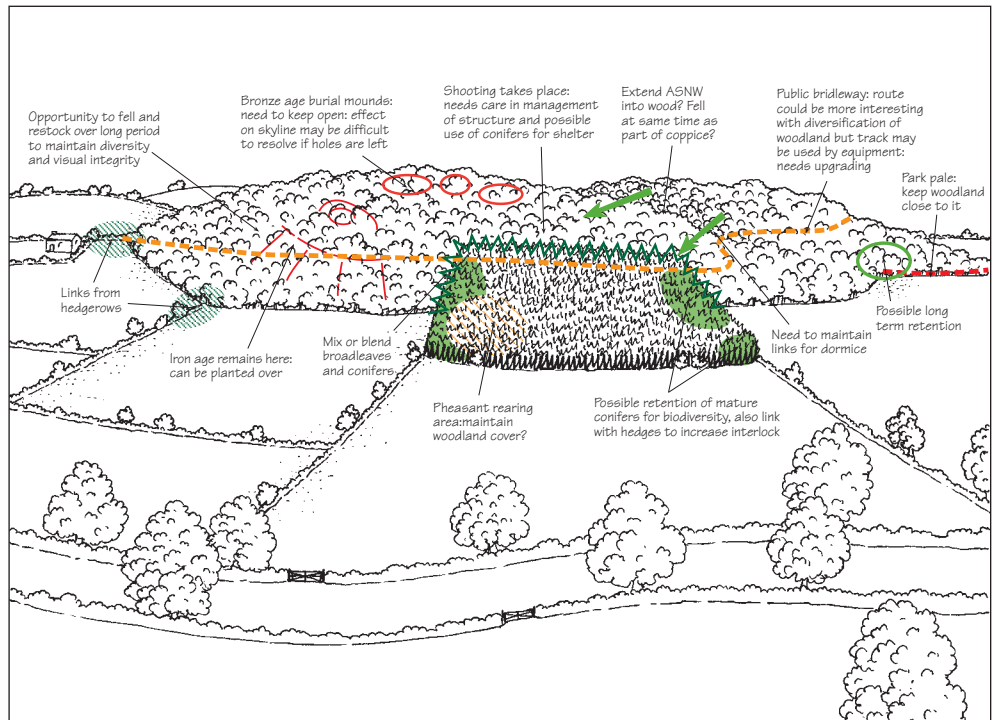 Opportunity to fell and
restock over long period
to maintain diversity
and visual integrity
Bronze age burial mounds:
need to keep open: effect
on skyline may be difficult
to resolve if holes are left
Shooting takes place:
needs care in management
of structure and possible
use of conifers for shelter
Extend ASNW
into wood? Fell
at same time as
part of coppice?
Public bridleway: route
could be more interesting
with diversification of
woodland but track may
be used by equipment:
needs upgrading
Park pale:
keep woodland
close to it
Links from
hedgerows
Iron age remains here:
can be planted over
Mix or blend
broadleaves
and conifers
Pheasant rearing
area:maintain
woodland cover?
Possible retention of mature
conifers for biodiversity, also link
with hedges to increase interlock
Need to maintain
links for dormice
Possible long
term retention